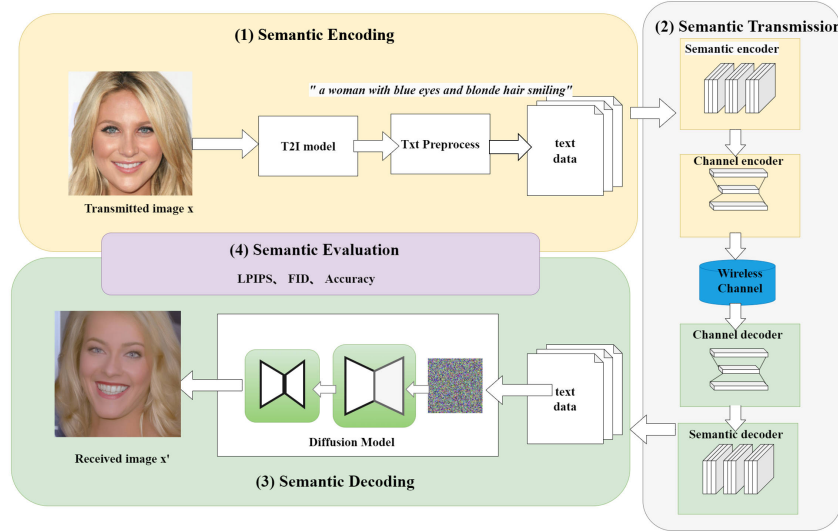 (1) Semantic Encoding
" a woman with blue eyes and blonde hair smiling"
T2I model
Txt Preprocess
text
data
Transmitted image x
(2) Semantic Transmission
Semantic encoder
Channel encoder
Wireless
Channel
Channel decoder
Semantic decoder
(4) Semantic Evaluation
LPIPS、 FID、 Accuracy
text
data
Diffusion Model
Received image x'
(3) Semantic Decoding